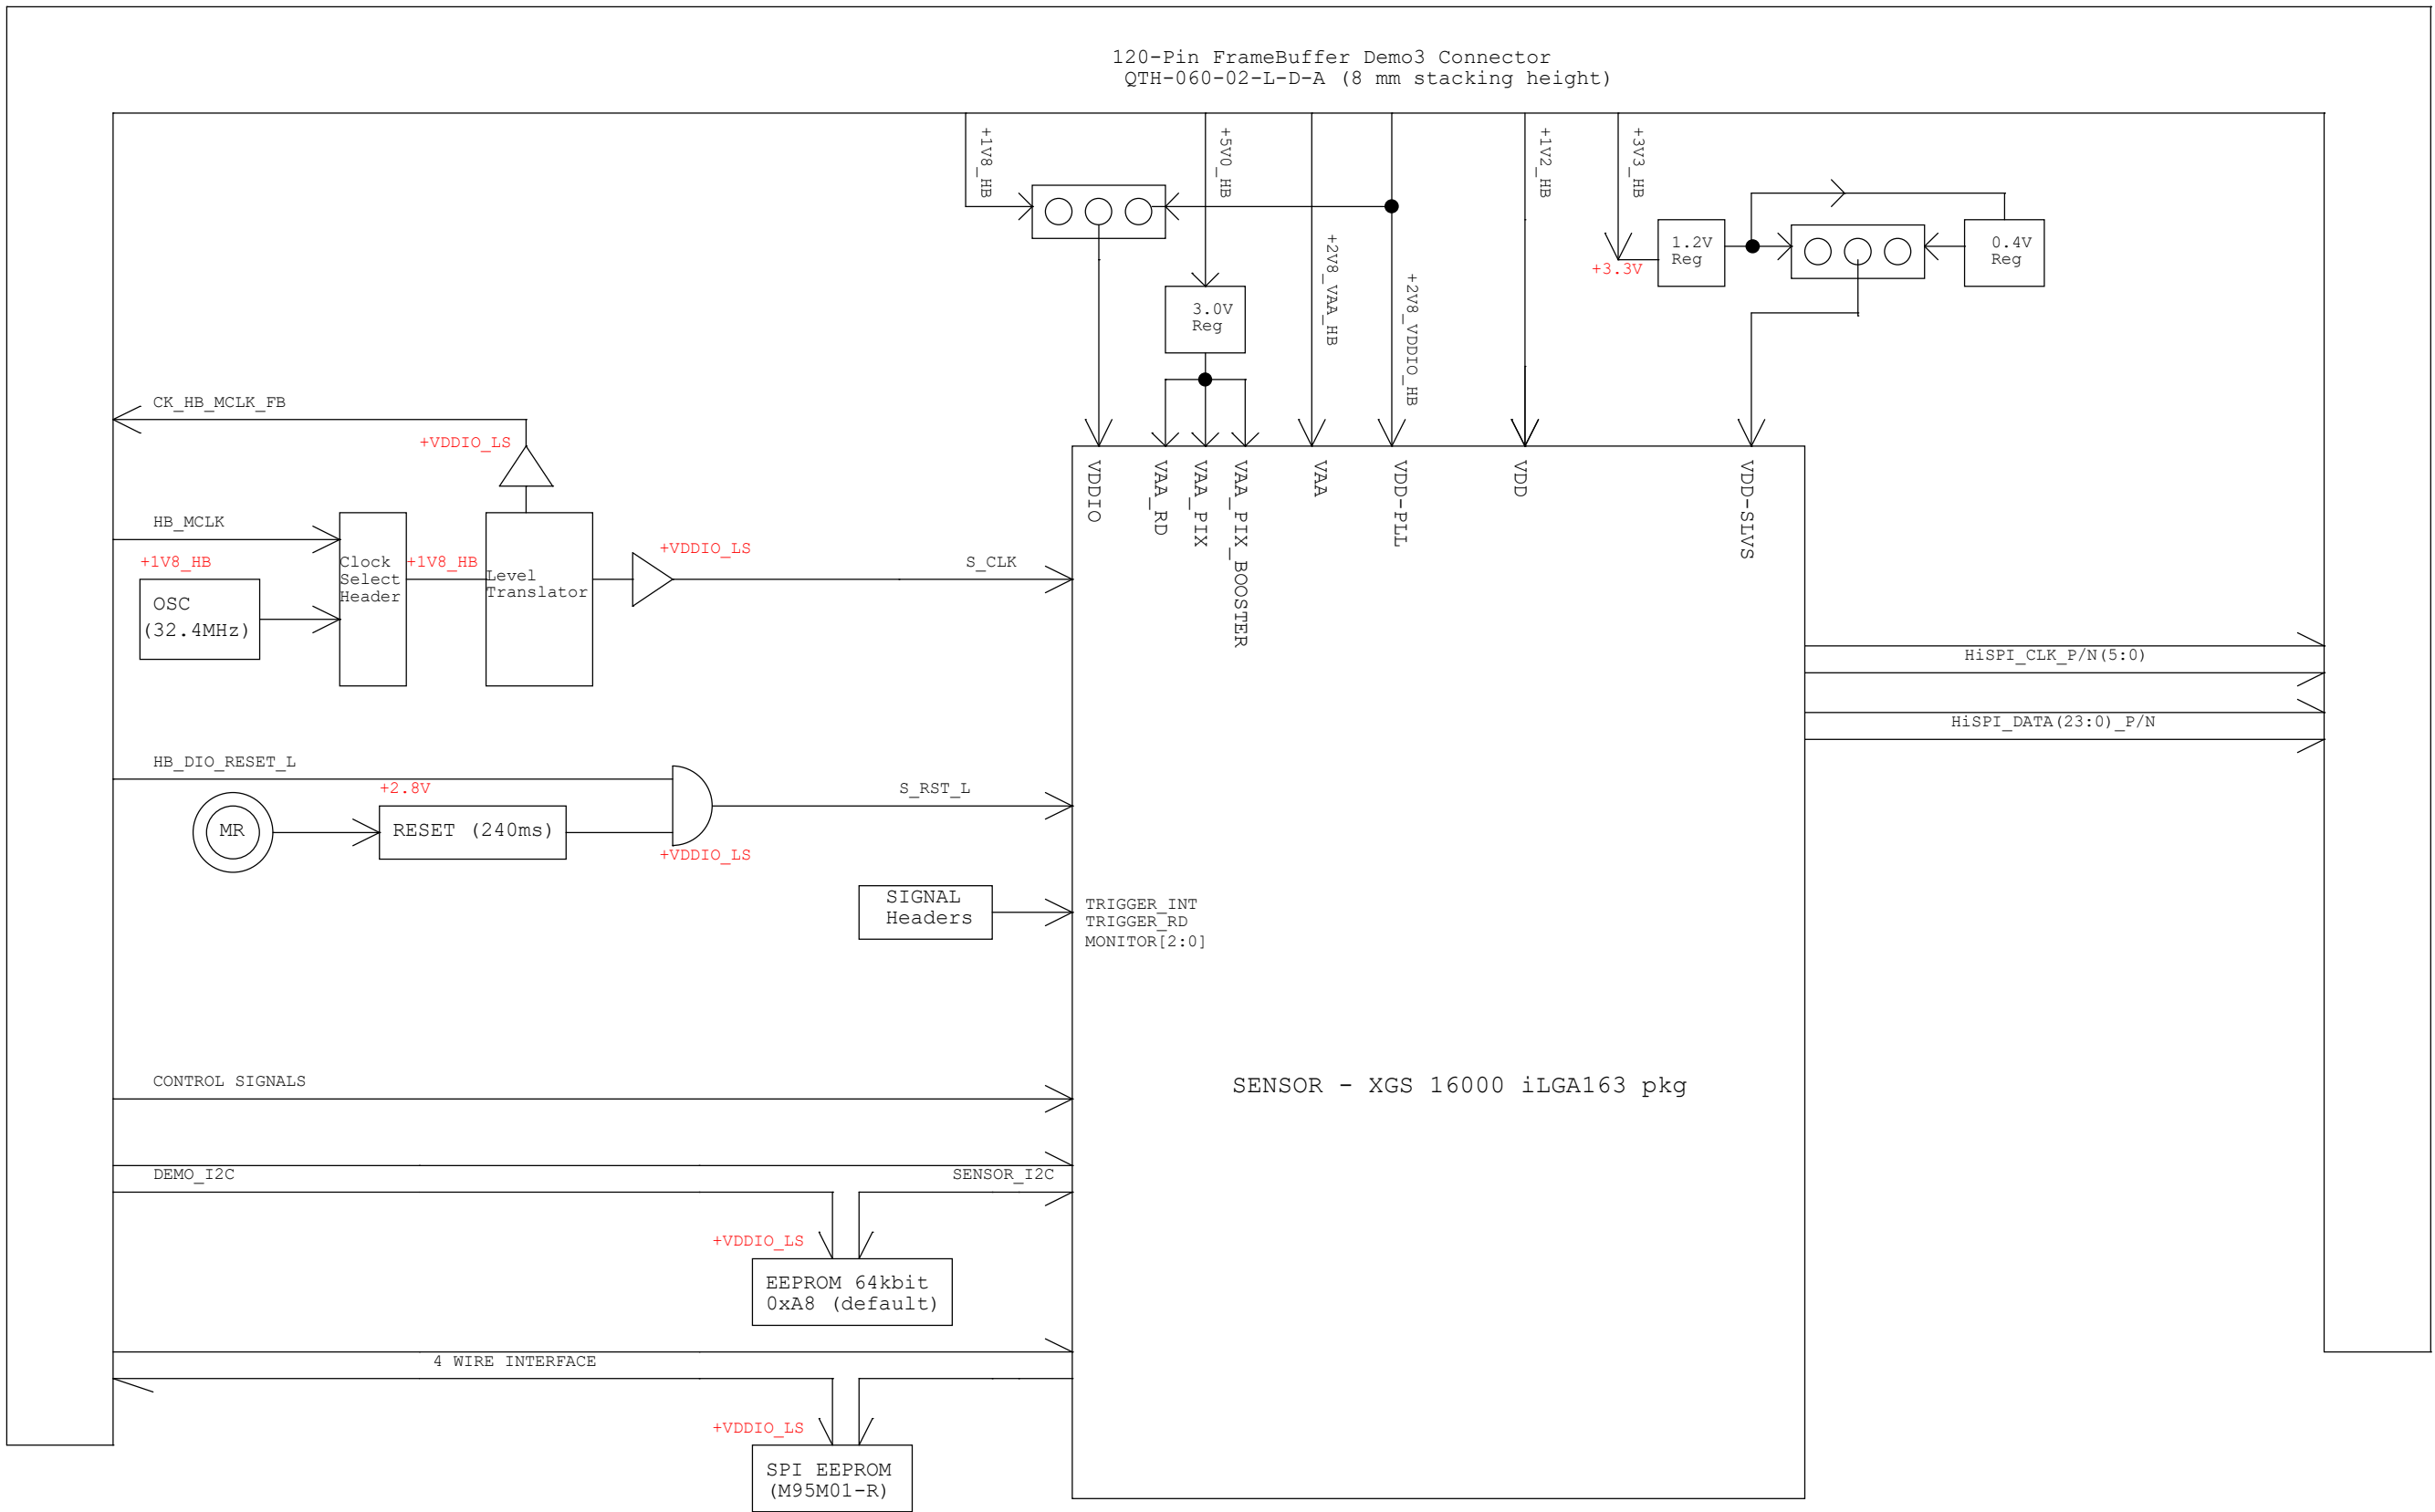 120-Pin FrameBuffer Demo3 Connector
QTH-060-02-L-D-A (8 mm stacking height)
+1V8_HB
+5V0_HB
+2V8_VAA_HB
+2V8_VDDIO_HB
+1V2_HB
+3V3_HB
+3.3V
1.2V
Reg
0.4V
Reg
3.0V
Reg
CK_HB_MCLK_FB
+VDDIO_LS
HB_MCLK
+1V8_HB
OSC
(32.4MHz)
Clock
Select
Header
+1V8_HB
Level
Translator
+VDDIO_LS
S_CLK
VDDIO
VAA_RD
VAA_PIX
VAA_PIX_BOOSTER
VAA
VDD-PLL
VDD
VDD-SLVS
HiSPI_CLK_P/N(5:0)
HiSPI_DATA(23:0)_P/N
HB_DIO_RESET_L
+2.8V
MR
RESET (240ms)
+VDDIO_LS
S_RST_L
SIGNAL
Headers
TRIGGER_INT
TRIGGER_RD
MONITOR[2:0]
CONTROL SIGNALS
SENSOR - XGS 16000 iLGA163 pkg
DEMO_I2C
SENSOR_I2C
+VDDIO_LS
EEPROM 64kbit
0xA8 (default)
4 WIRE INTERFACE
+VDDIO_LS
SPI EEPROM
(M95M01-R)